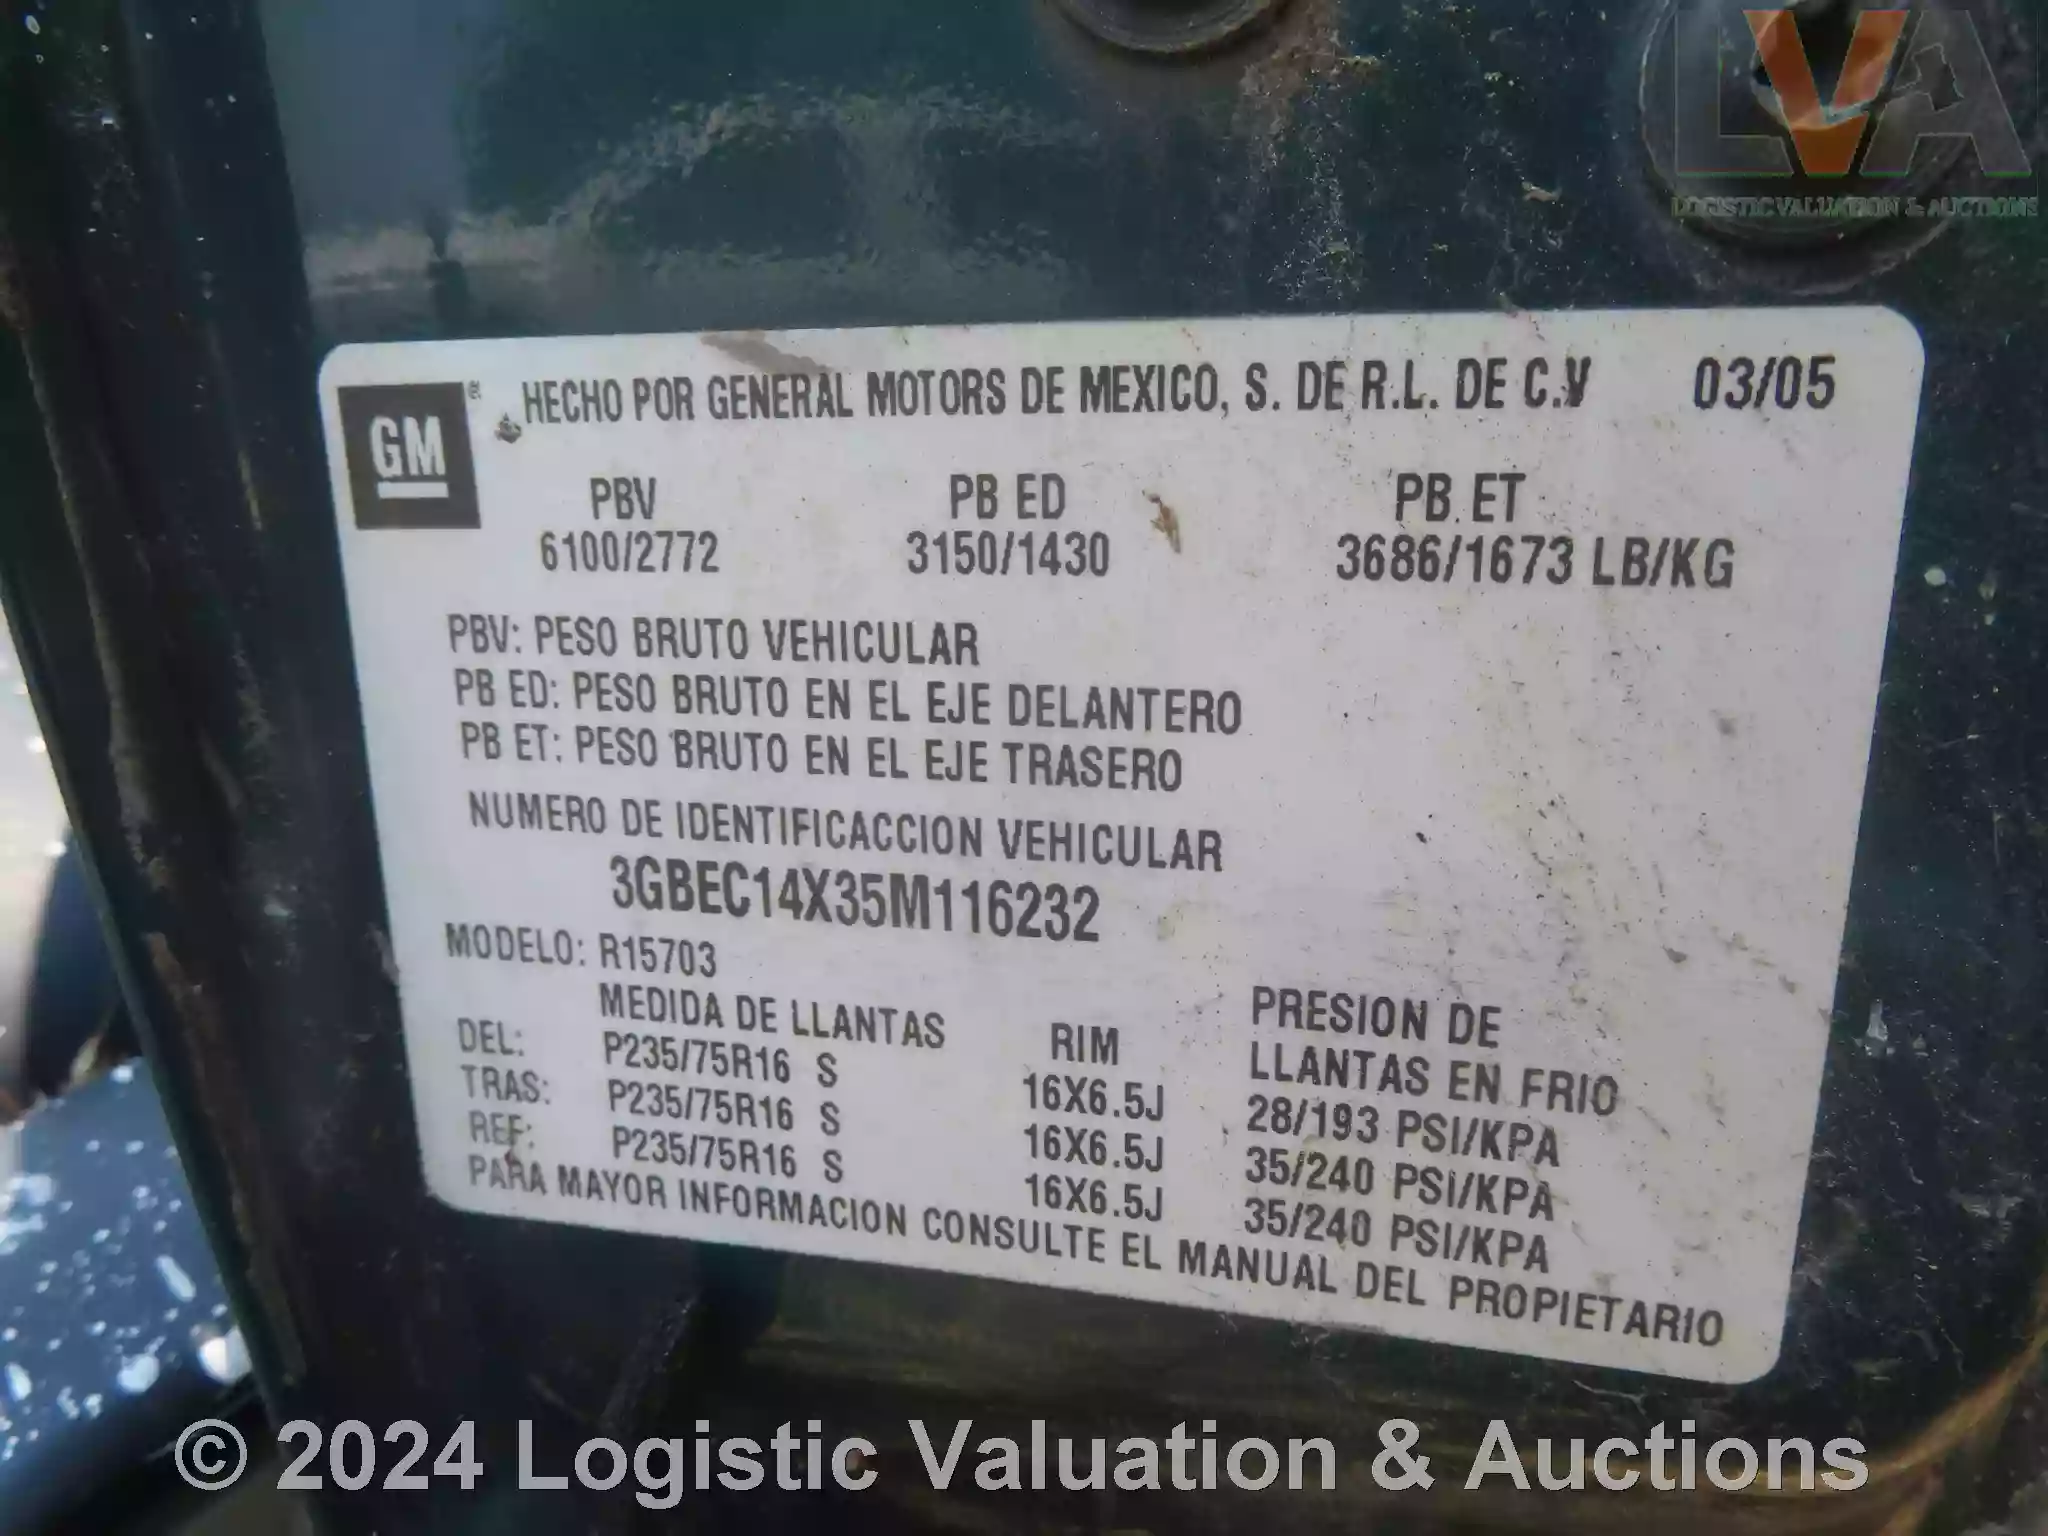 LVA
LOGISTIC VALUATION & AUCTIONS
GM
HECHO POR GENERAL MOTORS DE MEXICO, S. DE R.L. DE C.V 03/05
PBV PB ED PB ET
6100/2772 3150/1430 3686/1673 LB/KG
PBV: PESO BRUTO VEHICULAR
PB ED: PESO BRUTO EN EL EJE DELANTERO
PB ET: PESO BRUTO EN EL EJE TRASERO
NUMERO DE IDENTIFICACCION VEHICULAR
3GBEC14X35M116232
MODELO: R15703
MEDIDA DE LLANTAS RIM PRESION DE
LLANTAS EN FRIO
DEL: P235/75R16 S 16X6.5J 28/193 PSI/KPA
TRAS: P235/75R16 S 16X6.5J 35/240 PSI/KPA
REF: P235/75R16 S 16X6.5J 35/240 PSI/KPA
PARA MAYOR INFORMACION CONSULTE EL MANUAL DEL PROPIETARIO
© 2024 Logistic Valuation & Auctions